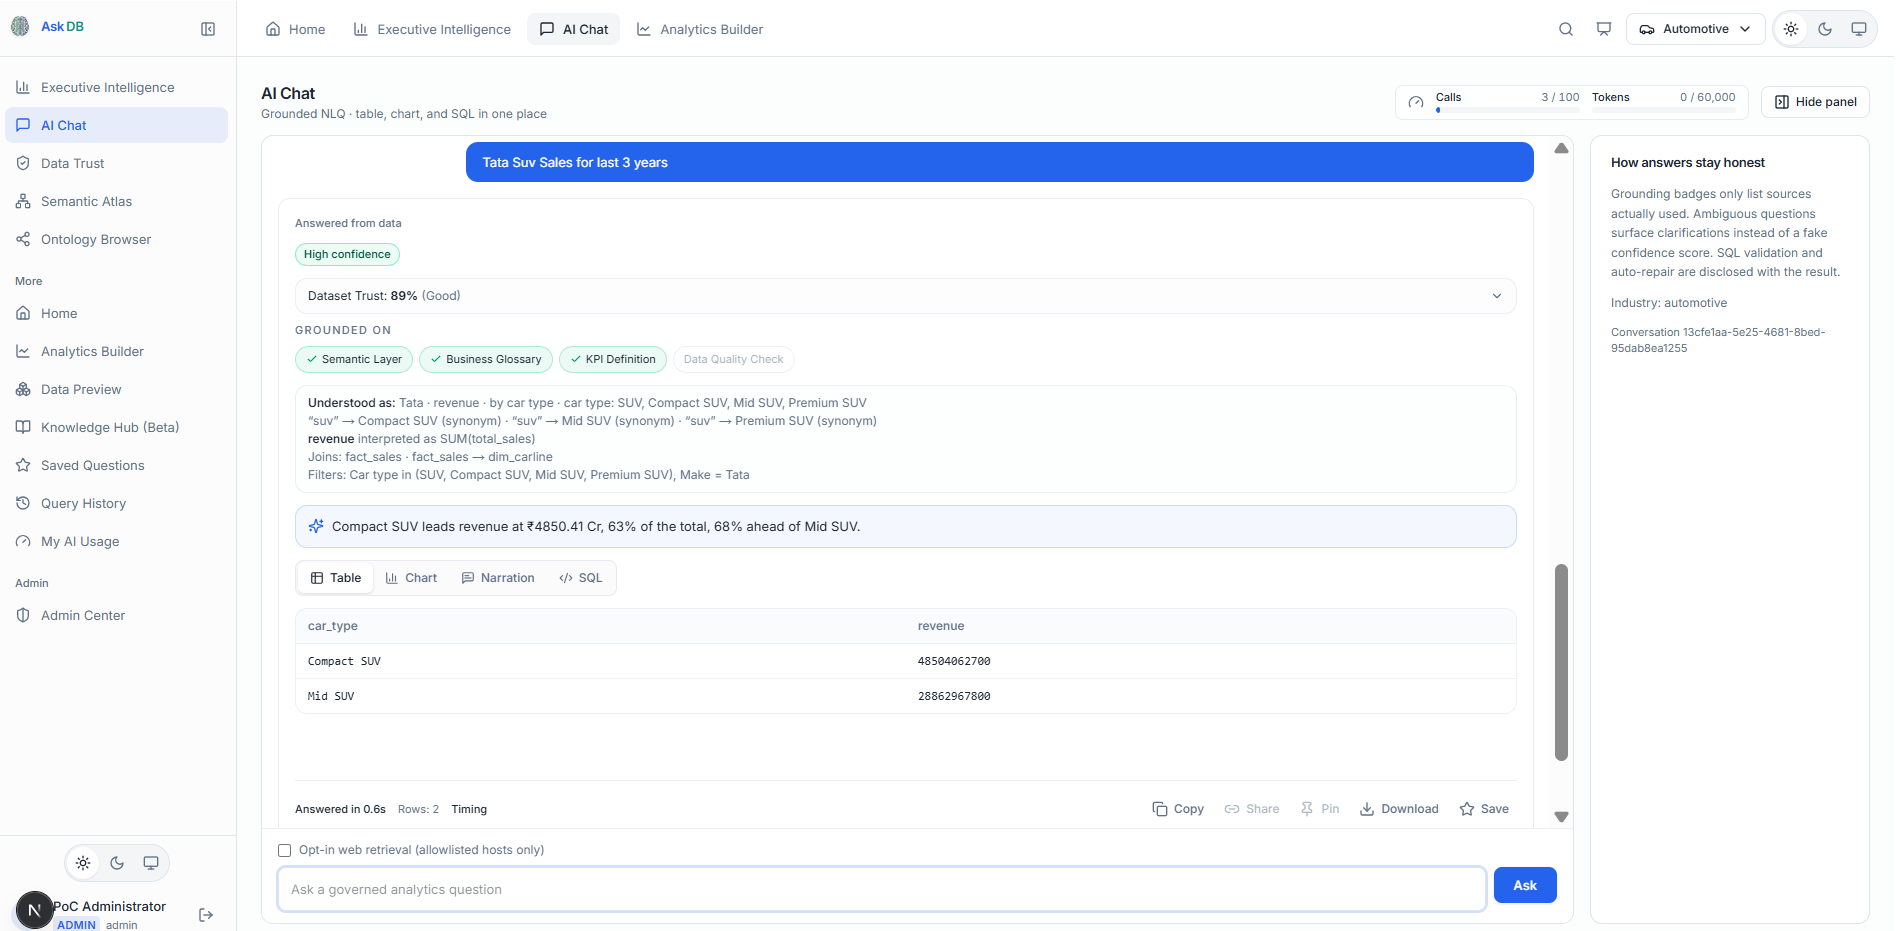 Ask DB
Home
Executive Intelligence
AI Chat
Analytics Builder
Automotive
Executive Intelligence
AI Chat
Data Trust
Semantic Atlas
Ontology Browser
More
Home
Analytics Builder
Data Preview
Knowledge Hub (Beta)
Saved Questions
Query History
My AI Usage
Admin
Admin Center
N
PoC Administrator
ADMIN admin
AI Chat
Grounded NLQ · table, chart, and SQL in one place
Calls 3 / 100 Tokens 0 / 60,000
Hide panel
Tata Suv Sales for last 3 years
Answered from data
High confidence
Dataset Trust: 89% (Good)
GROUNDED ON
Semantic Layer
Business Glossary
KPI Definition
Data Quality Check
Understood as: Tata · revenue · by car type · car type: SUV, Compact SUV, Mid SUV, Premium SUV
“suv” → Compact SUV (synonym) · “suv” → Mid SUV (synonym) · “suv” → Premium SUV (synonym)
revenue interpreted as SUM(total_sales)
Joins: fact_sales · fact_sales → dim_carline
Filters: Car type in (SUV, Compact SUV, Mid SUV, Premium SUV), Make = Tata
Compact SUV leads revenue at ₹4850.41 Cr, 63% of the total, 68% ahead of Mid SUV.
Table
Chart
Narration
</> SQL
car_type revenue
Compact SUV 48504062700
Mid SUV 28862967800
Answered in 0.6s Rows: 2 Timing
Copy
Share
Pin
Download
Save
Opt-in web retrieval (allowlisted hosts only)
Ask a governed analytics question
Ask
How answers stay honest
Grounding badges only list sources
actually used. Ambiguous questions
surface clarifications instead of a fake
confidence score. SQL validation and
auto-repair are disclosed with the result.
Industry: automotive
Conversation 13cfe1aa-5e25-4681-8bed-
95dab8ea1255